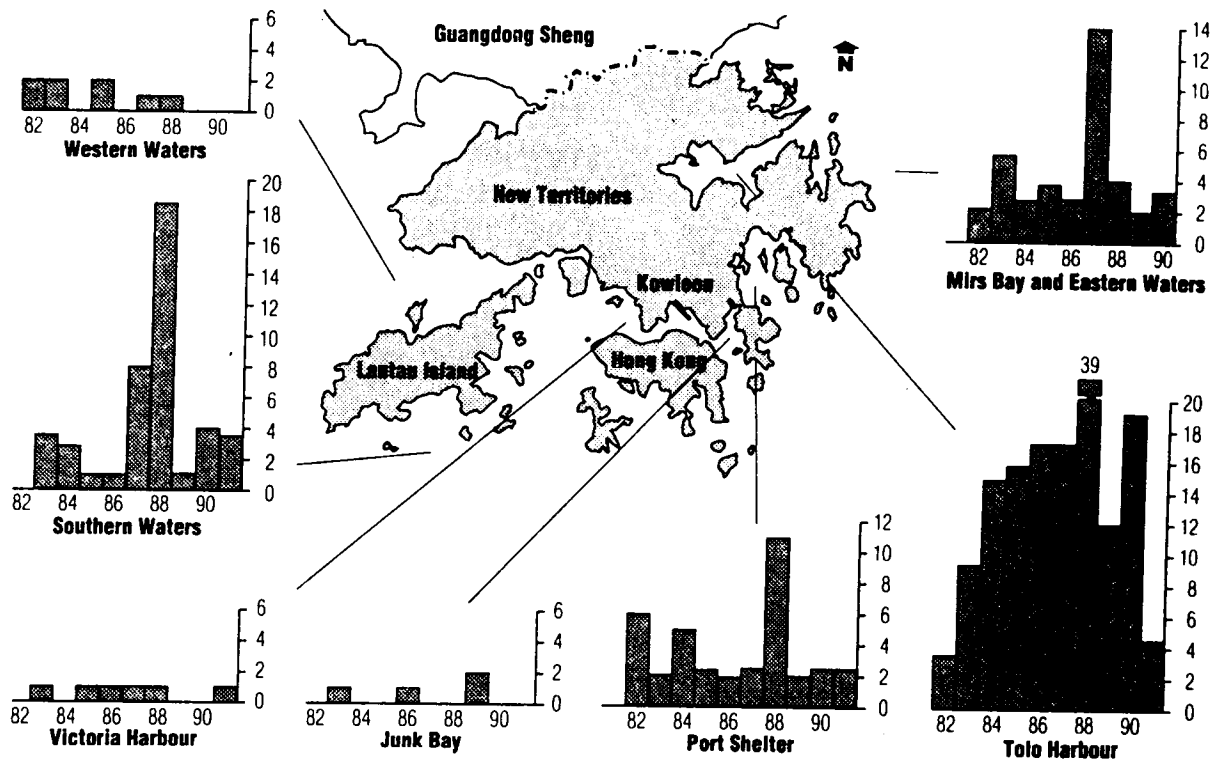 6
4
2
0
82 84 86 88 90
Western Waters
Guangdong Sheng
N
New Territories
Kowloon
Hong Kong
Lantau Island
14
12
10
8
6
4
2
0
82 84 86 88 90
Mirs Bay and Eastern Waters
20
18
16
14
12
10
8
6
4
2
0
82 84 86 88 90
Southern Waters
6
4
2
0
82 84 86 88 90
Victoria Harbour
6
4
2
0
82 84 86 88 90
Junk Bay
12
10
8
6
4
2
0
82 84 86 88 90
Port Shelter
39
20
18
16
14
12
10
8
6
4
2
0
82 84 86 88 90
Tolo Harbour